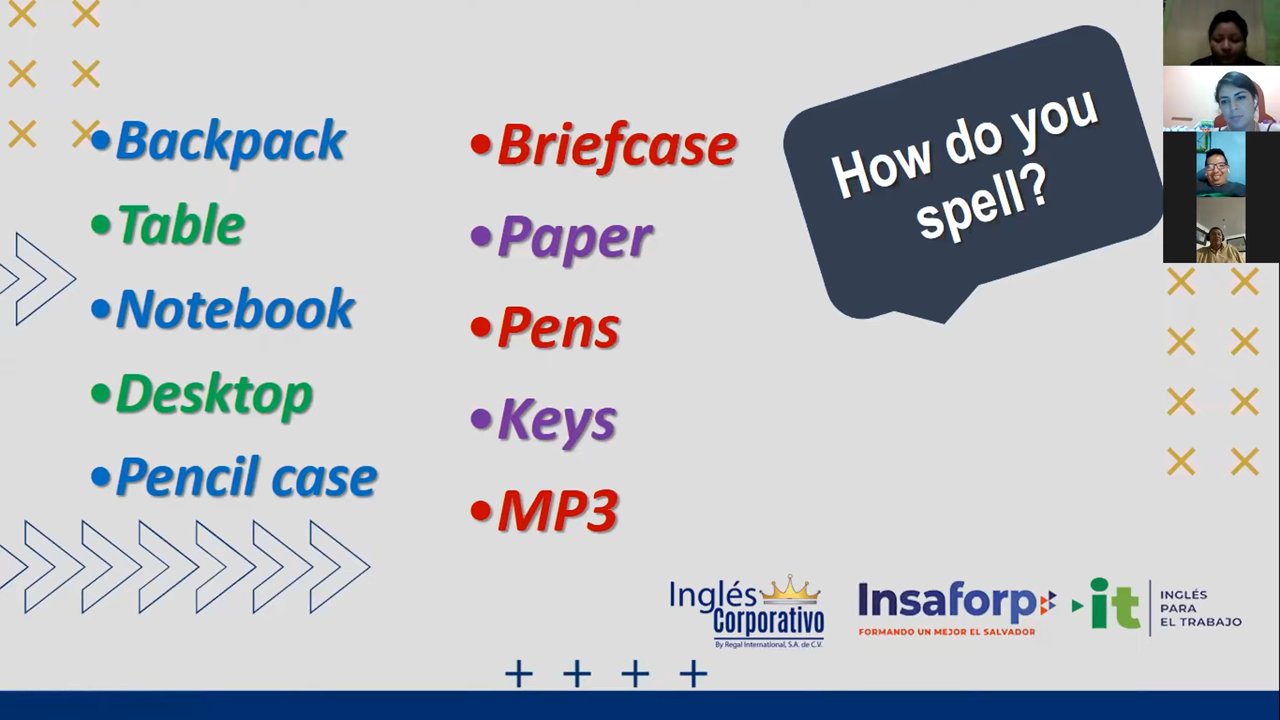 •Backpack
•Table
•Notebook
•Desktop
•Pencil case
•Briefcase
•Paper
•Pens
•Keys
•MP3
How do you
spell?
Inglés
Corporativo
By Regal International, S.A. de C.V.
Insaforp
FORMANDO UN MEJOR EL SALVADOR
it
INGLÉS
PARA
EL TRABAJO